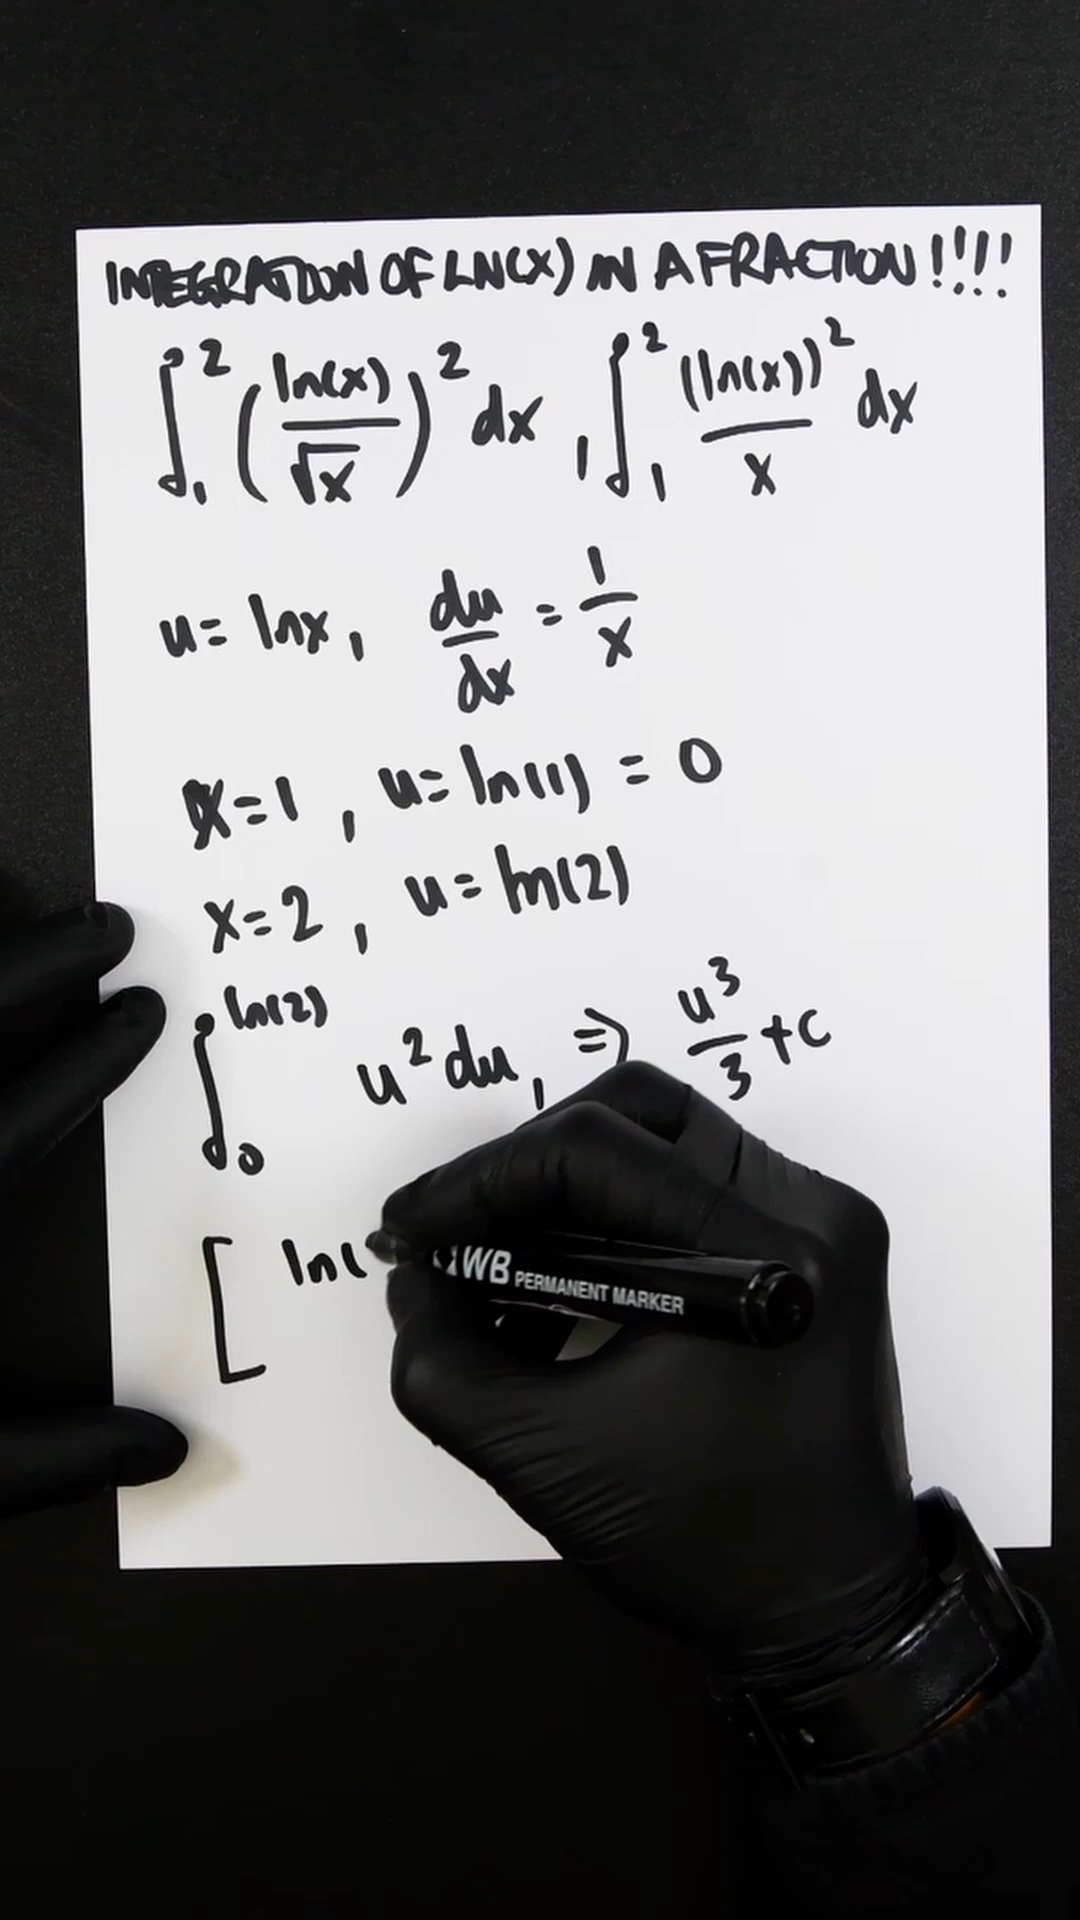 INTEGRATION OF LN(X) IN A FRACTION!!!!
∫₁² (ln(x)/√x)² dx, ∫₁² (ln(x))²/x dx
u = lnx, du/dx = 1/x
x=1, u= ln(1) = 0
x=2, u= ln(2)
∫₀^ln(2) u² du, ⇒ u³/3 + c
[ ln(
WB PERMANENT MARKER